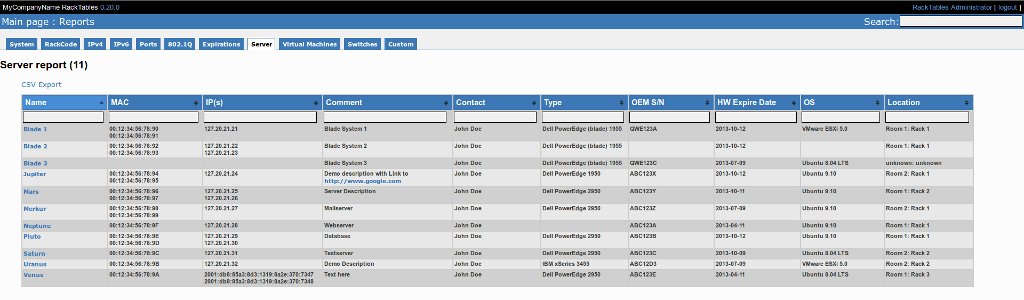 MyCompanyName RackTables 0.20.0 RackTables Administrator [ logout ]
Main page : Reports Search:
System RackCode IPv4 IPv6 Ports 802.1Q Expirations Server Virtual Machines Switches Custom
Server report (11)
CSV Export
Name MAC IP(s) Comment Contact Type OEM S/N HW Expire Date OS Location
Blade 1 00:12:34:56:78:90 127.20.21.21 Blade System 1 John Doe Dell PowerEdge (blade) 1955 QWE123A 2013-10-12 VMware ESXi 5.0 Room 1: Rack 1
00:12:34:56:78:91
Blade 2 00:12:34:56:78:92 127.20.21.22 Blade System 2 John Doe Dell PowerEdge (blade) 1955 2013-10-12 Room 1: Rack 1
00:12:34:56:78:93 127.20.21.23
Blade 3 Blade System 3 John Doe Dell PowerEdge (blade) 1955 QWE123C 2013-07-09 Ubuntu 8.04 LTS unknown: unknown
Jupiter 00:12:34:56:78:94 127.20.21.24 Demo description with Link to John Doe Dell PowerEdge 1950 ABC123X 2013-10-12 Ubuntu 9.10 Room 2: Rack 1
00:12:34:56:78:95 http://www.google.com
Mars 00:12:34:56:78:96 127.20.21.25 Server Description John Doe Dell PowerEdge 2950 ABC123Y 2013-10-11 Ubuntu 9.10 Room 1: Rack 2
00:12:34:56:78:97 127.20.21.26
Merkur 00:12:34:56:78:98 127.20.21.27 Mailserver John Doe Dell PowerEdge 2950 ABC123Z 2013-07-09 Ubuntu 9.10 Room 2: Rack 1
00:12:34:56:78:99
Neptune 00:12:34:56:78:9F 127.20.21.28 Webserver John Doe ABC123A 2013-04-11 Ubuntu 9.10 Room 1: Rack 1
Pluto 00:12:34:56:78:9E 127.20.21.29 Database John Doe Dell PowerEdge 2950 ABC123B 2013-10-12 Ubuntu 9.10 Room 1: Rack 1
00:12:34:56:78:9D 127.20.21.30
Saturn 00:12:34:56:78:9C 127.20.21.31 Testserver John Doe Dell PowerEdge 2950 ABC123C 2013-10-09 Ubuntu 8.04 LTS Room 2: Rack 1
Uranus 00:12:34:56:78:9B 127.20.21.32 Demo Description John Doe IBM xSeries 3455 ABC12D3 2013-07-09 VMware ESXi 5.0 Room 2: Rack 2
Venus 00:12:34:56:78:9A 2001:db8:85a3:8d3:1319:8a2e:370:7347 Text here John Doe Dell PowerEdge 2950 ABC123E 2013-04-11 Ubuntu 8.04 LTS Room 1: Rack 3
2001:db8:85a3:8d3:1319:8a2e:370:7348